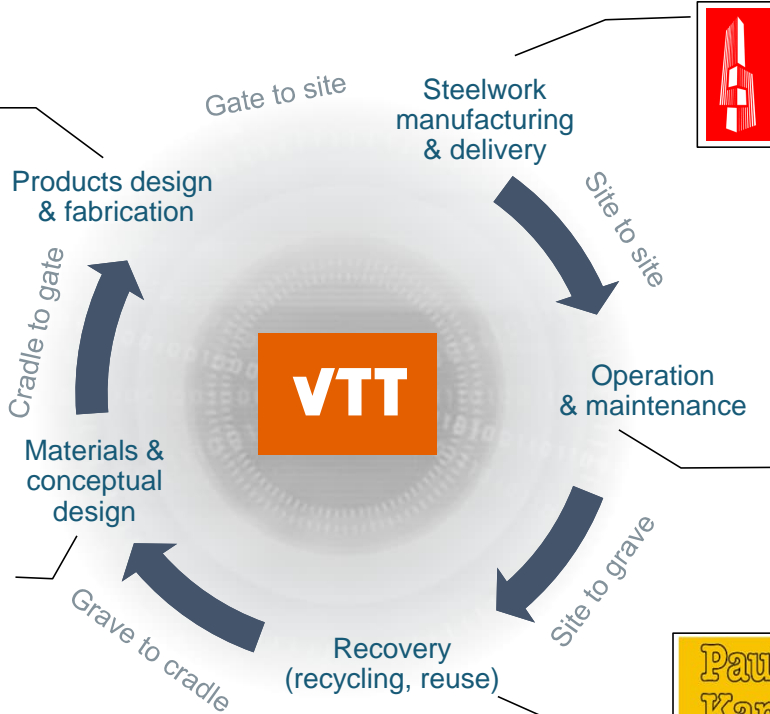 Gate to site
Steelwork
manufacturing
& delivery
Products design
& fabrication
Site to site
Cradle to gate
VTT
Operation
& maintenance
Materials &
conceptual
design
Site to grave
Grave to cradle
Recovery
(recycling, reuse)